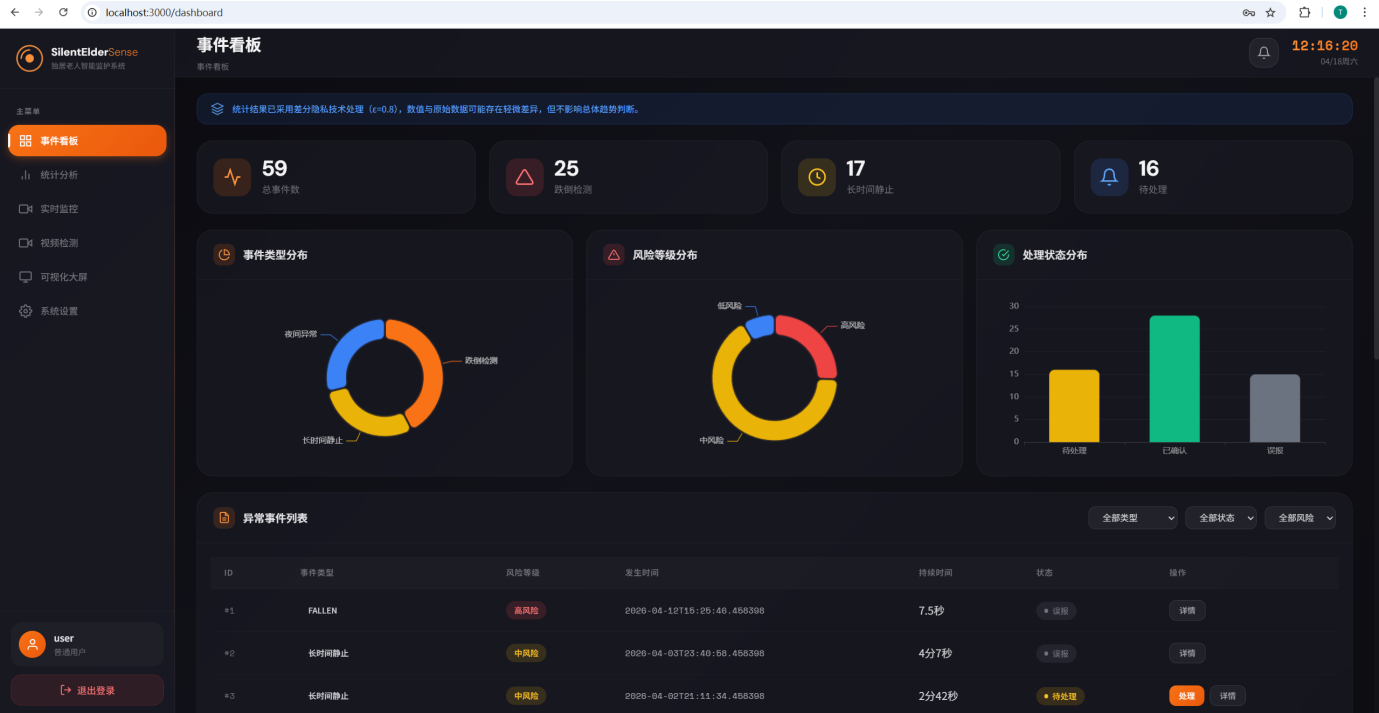 localhost:3000/dashboard
T
SilentElderSense
独居老人智能监护系统
事件看板
事件看板
12:16:20
04/18周六
主菜单
事件看板
统计分析
实时监控
视频检测
可视化大屏
系统设置
user
普通用户
退出登录
统计结果已采用差分隐私技术处理（ε=0.8），数值与原始数据可能存在轻微差异，但不影响总体趋势判断。
59
总事件数
25
跌倒检测
17
长时间静止
16
待处理
事件类型分布
夜间异常
跌倒检测
长时间静止
风险等级分布
低风险
高风险
中风险
处理状态分布
30
25
20
15
10
5
0
待处理 已确认 误报
异常事件列表
全部类型 全部状态 全部风险
ID 事件类型 风险等级 发生时间 持续时间 状态 操作
#1 FALLEN 高风险 2026-04-12T15:25:46.458398 7.5秒 误报 详情
#2 长时间静止 中风险 2026-04-03T23:40:58.458398 4分7秒 误报 详情
#3 长时间静止 中风险 2026-04-02T21:11:34.458398 2分42秒 待处理 处理 详情